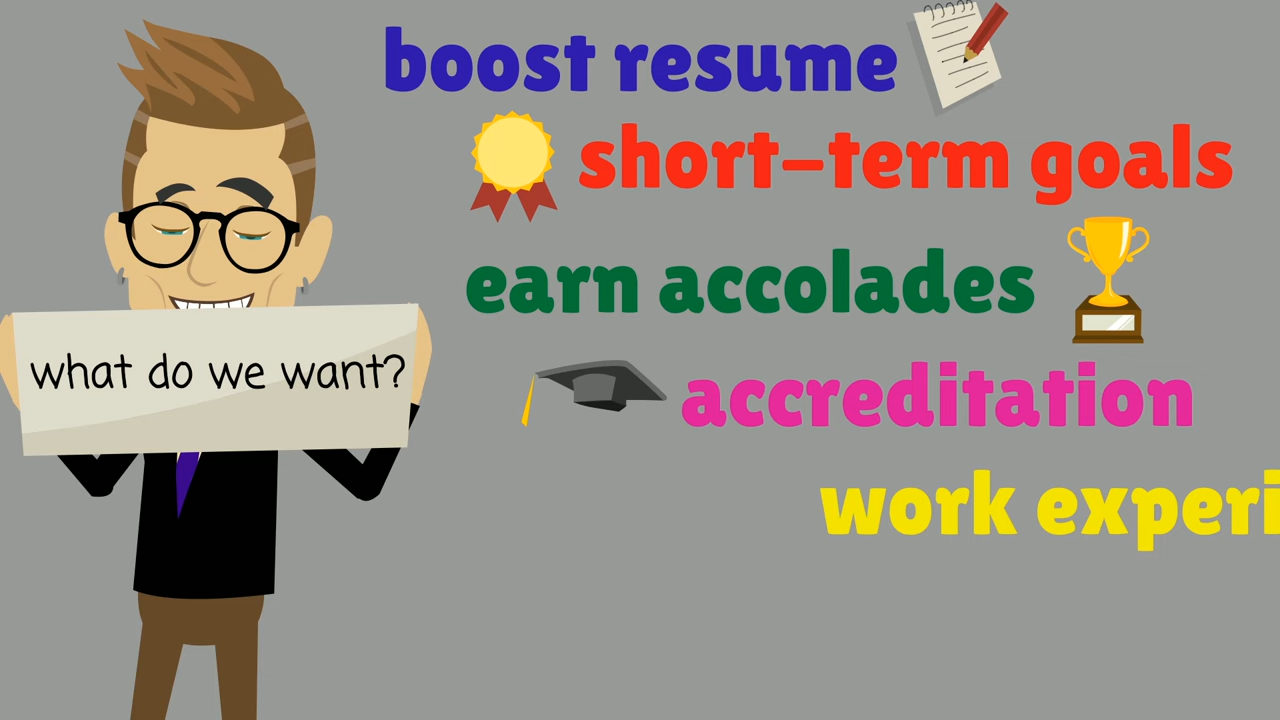 boost resume
short-term goals
earn accolades
what do we want?
accreditation
work experi